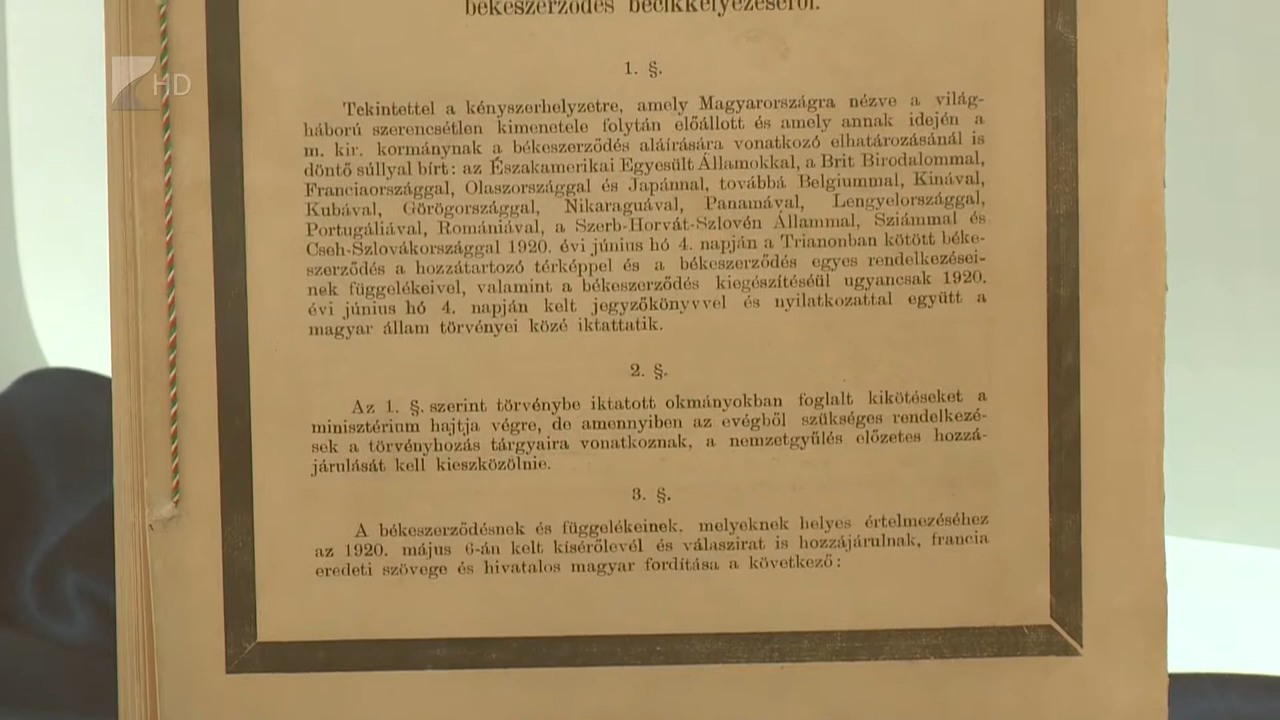 békeszerződés becikkelyezéséről.
HD
1. §.
Tekintettel a kényszerhelyzetre, amely Magyarországra nézve a világ-
háború szerencsétlen kimenetele folytán előállott és amely annak idején a
m. kir. kormánynak a békeszerződés aláírására vonatkozó elhatározásánál is
döntő súllyal bírt: az Északamerikai Egyesült Államokkal, a Brit Birodalommal,
Franciaországgal, Olaszországgal és Japánnal, továbbá Belgiummal, Kinával,
Kubával, Görögországgal, Nikaraguával, Panamával, Lengyelországgal,
Portugáliával, Romániával, a Szerb-Horvát-Szlovén Állammal, Sziámmal és
Cseh-Szlovákországgal 1920. évi június hó 4. napján a Trianonban kötött béke-
szerződés a hozzátartozó térképpel és a békeszerződés egyes rendelkezései-
nek függelékeivel, valamint a békeszerződés kiegészítéséül ugyancsak 1920.
évi június hó 4. napján kelt jegyzőkönyvvel és nyilatkozattal együtt a
magyar állam törvényei közé iktattatik.
2. §.
Az 1. §. szerint törvénybe iktatott okmányokban foglalt kikötéseket a
minisztérium hajtja végre, de amennyiben az evégből szükséges rendelkezé-
sek a törvényhozás tárgyaira vonatkoznak, a nemzetgyűlés előzetes hozzá-
járulását kell kieszközölnie.
3. §.
A békeszerződésnek és függelékeinek, melyeknek helyes értelmezéséhez
az 1920. május 6-án kelt kísérőlevél és válaszirat is hozzájárulnak, francia
eredeti szövege és hivatalos magyar fordítása a következő: